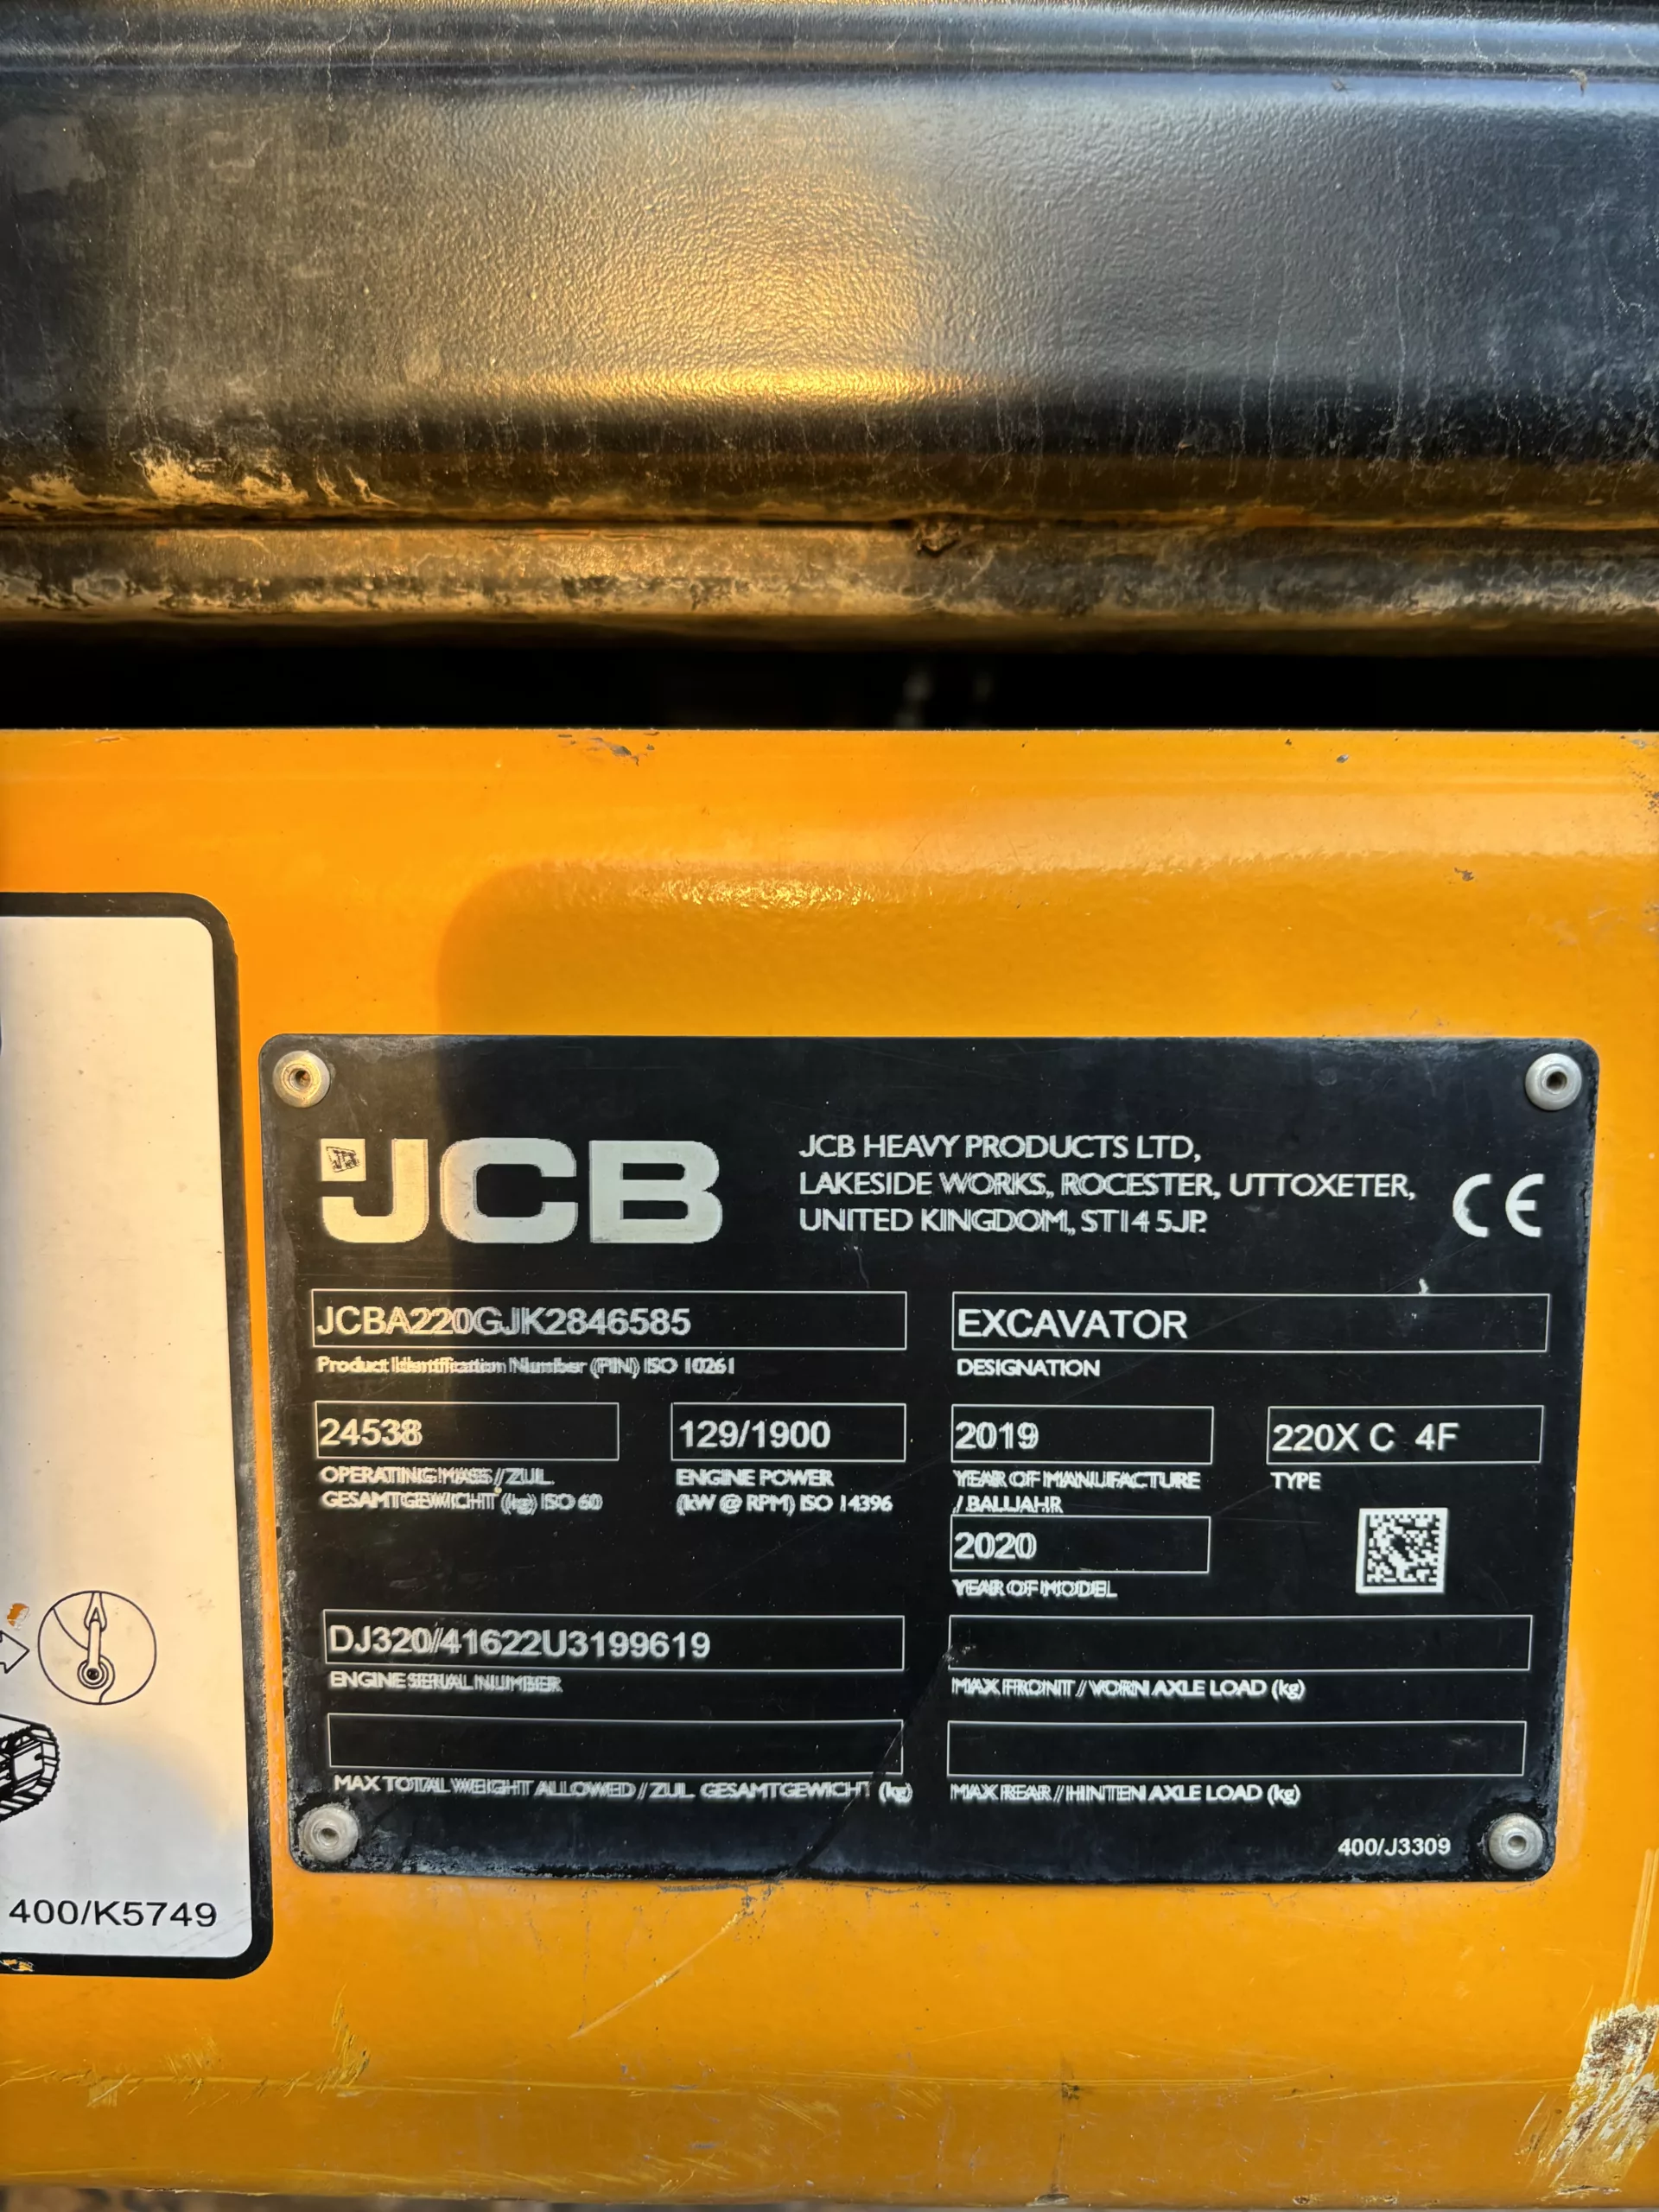 JCB
JCB HEAVY PRODUCTS LTD,
LAKESIDE WORKS, ROCESTER, UTTOXETER,
UNITED KINGDOM, ST14 5JP.
CE
JCBA220GJK2846585
Product Identification Number (PIN) ISO 10261
EXCAVATOR
DESIGNATION
24538
OPERATING MASS / ZUL.
GESAMTGEWICHT (kg) ISO 60
129/1900
ENGINE POWER
(kW @ RPM) ISO 14396
2019
YEAR OF MANUFACTURE
/ BAUJAHR
220X C 4F
TYPE
2020
YEAR OF MODEL
DJ320/41622U3199619
ENGINE SERIAL NUMBER
MAX FRONT / VORN AXLE LOAD (kg)
MAX TOTAL WEIGHT ALLOWED / ZUL. GESAMTGEWICHT (kg)
MAX REAR / HINTEN AXLE LOAD (kg)
400/J3309
400/K5749